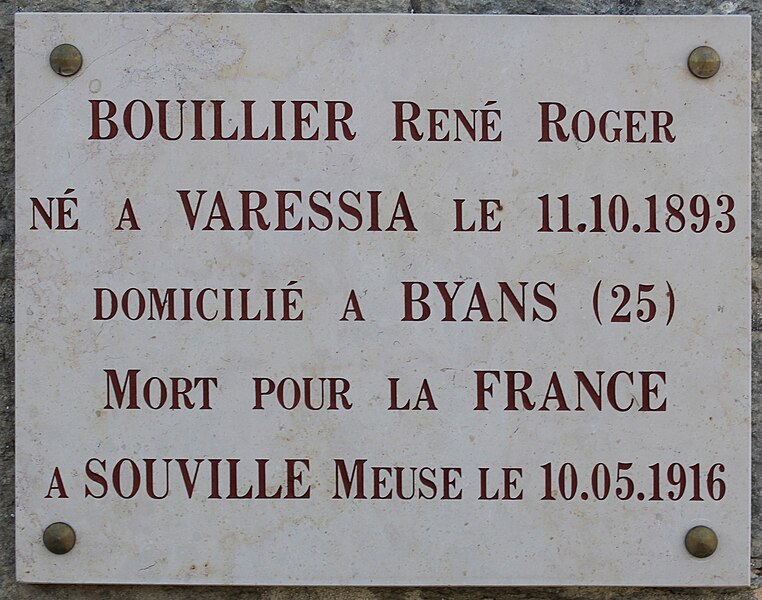 BOUILLIER RENÉ ROGER
NÉ A VARESSIA LE 11.10.1893
DOMICILIÉ A BYANS (25)
MORT POUR LA FRANCE
A SOUVILLE MEUSE LE 10.05.1916